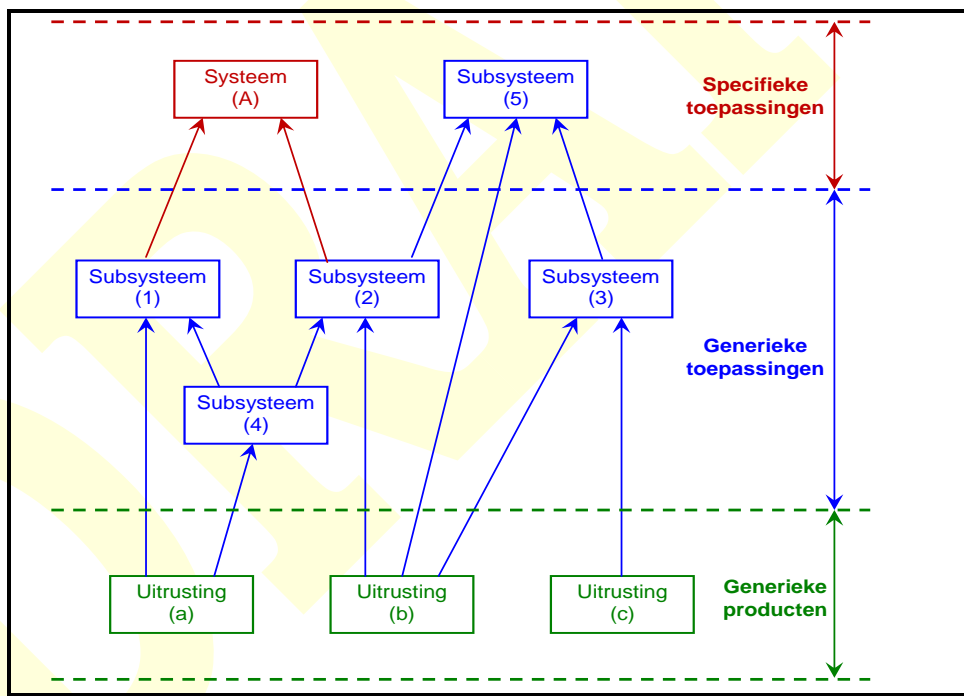 Systeem
(A)
Subsysteem
(5)
Specifieke
toepassingen
Subsysteem
(1)
Subsysteem
(2)
Subsysteem
(3)
Generieke
toepassingen
Subsysteem
(4)
Uitrusting
(a)
Uitrusting
(b)
Uitrusting
(c)
Generieke
producten